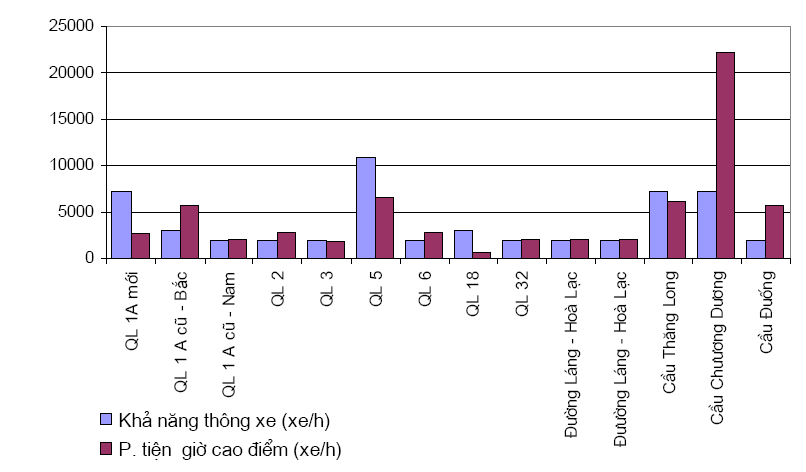 25000
20000
15000
10000
5000
0
QL 1A mới
QL 1 A cũ - Bắc
QL 1 A cũ - Nam
QL 2
QL 3
QL 5
QL 6
QL 18
QL 32
Đường Láng - Hoà Lạc
Đuường Láng - Hoà Lạc
Cầu Thăng Long
Cầu Chuương Dương
Cầu Đuống
Khả năng thông xe (xe/h)
P. tiện giờ cao điểm (xe/h)